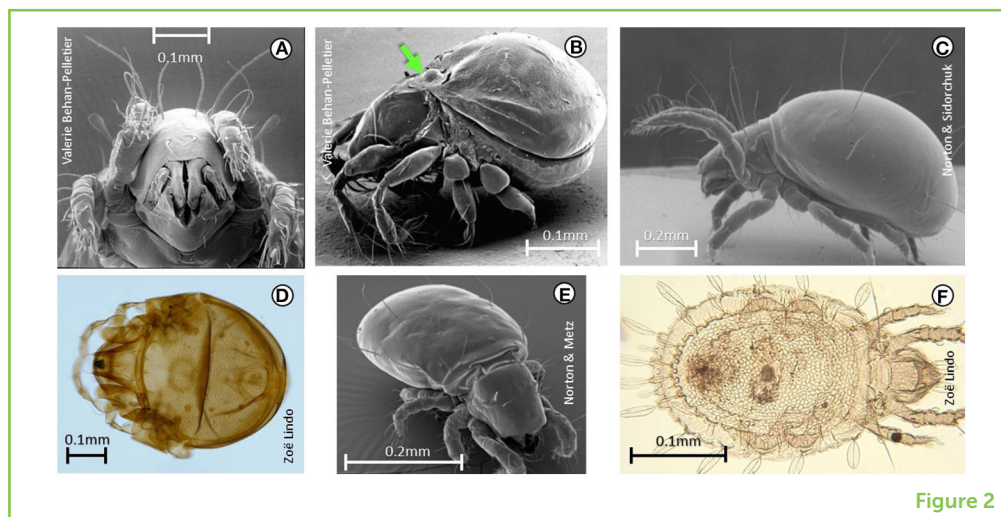 Valerie Behan-Pelletier
0.1mm
A
Valerie Behan-Pelletier
B
0.1mm
C
Norton & Sidorchuk
0.2mm
D
0.1mm
Zoë Lindo
E
Norton & Metz
0.2mm
F
Zoë Lindo
0.1mm
Figure 2